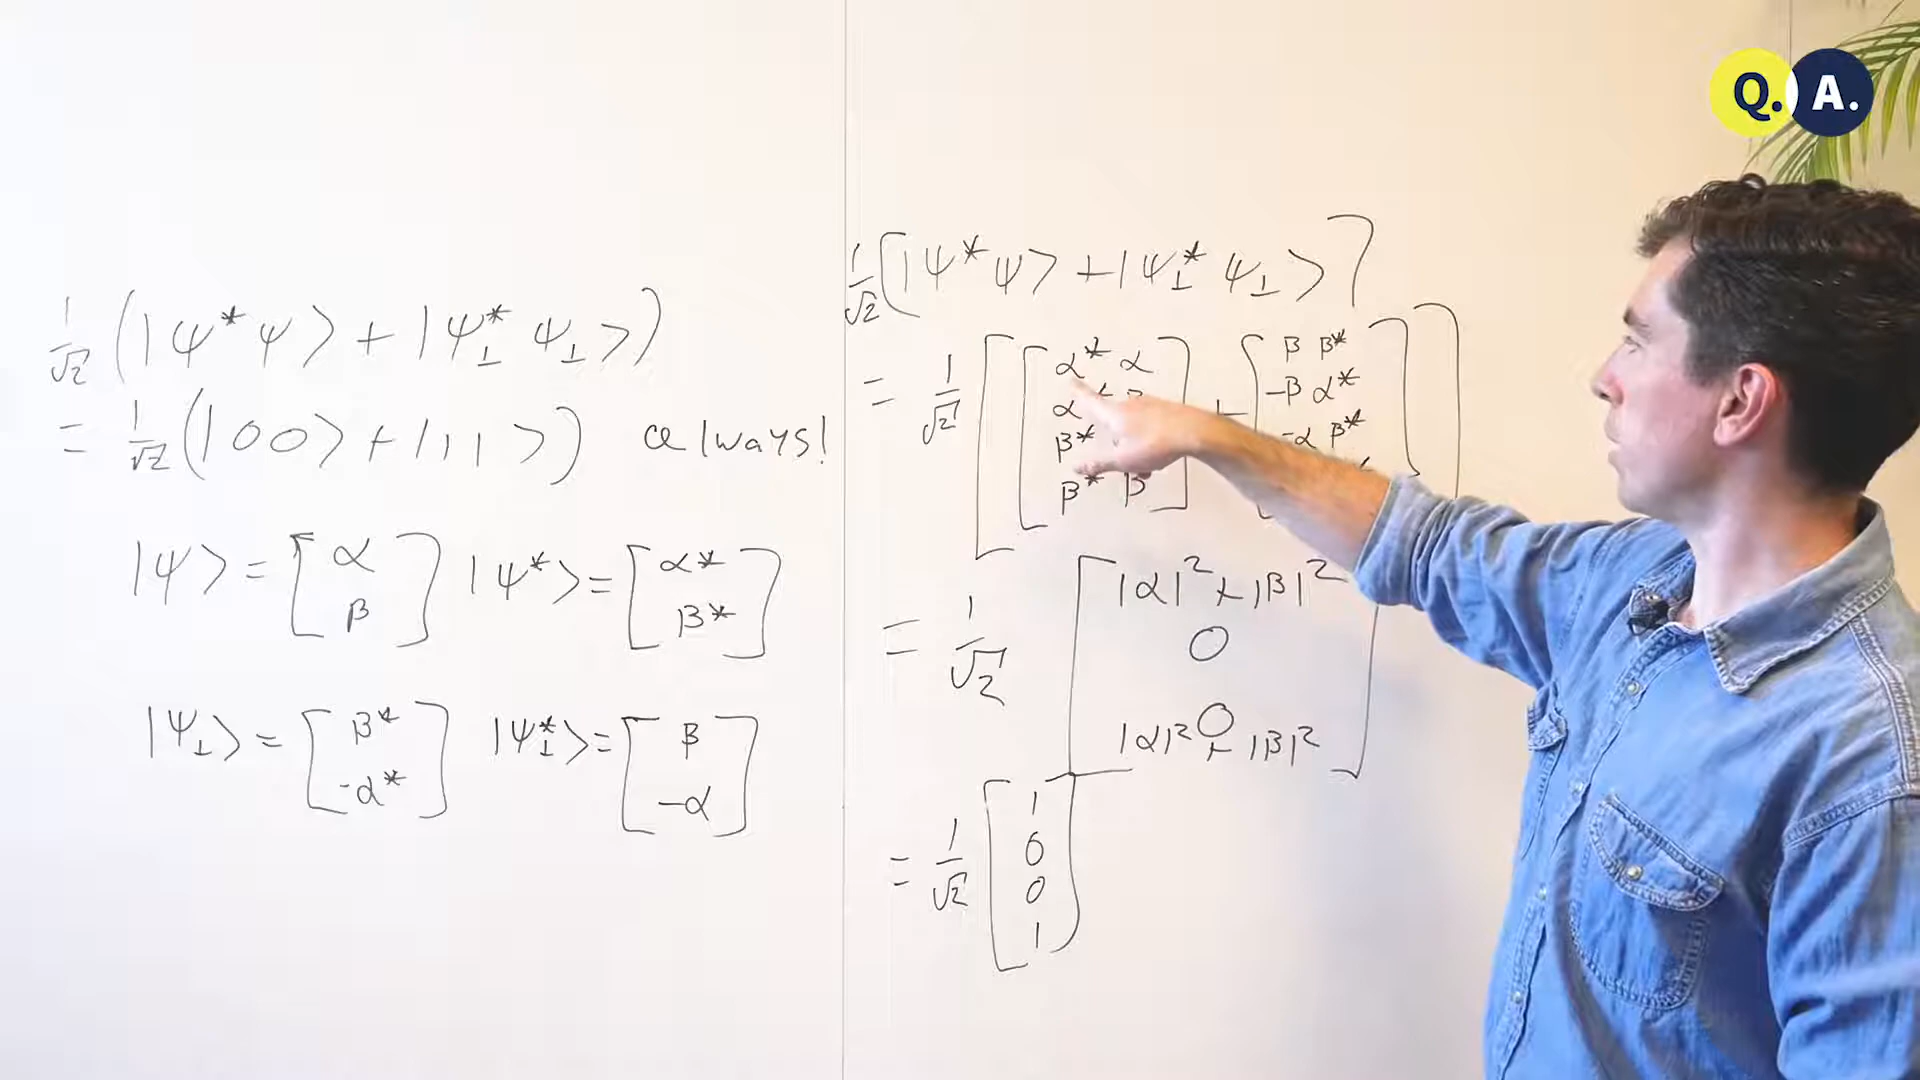 Q. A.
1/√2 (|ψ* ψ⟩ + |ψ⊥* ψ⊥⟩)
= 1/√2 (|00⟩ + |11⟩) always!
|ψ⟩ = [α β] |ψ*⟩ = [α* β*]
|ψ⊥⟩ = [β* -α*] |ψ⊥*⟩ = [β -α]
1/√2 [|ψ* ψ⟩ + |ψ⊥* ψ⊥⟩]
= 1/√2 [[
α* α
α
β*
β* β
] + [
β β*
-β α*
-α β*
]]
= 1/√2 [
|α|² + |β|²
0
0
|α|² + |β|²
]
= 1/√2 [
1
0
0
1
]